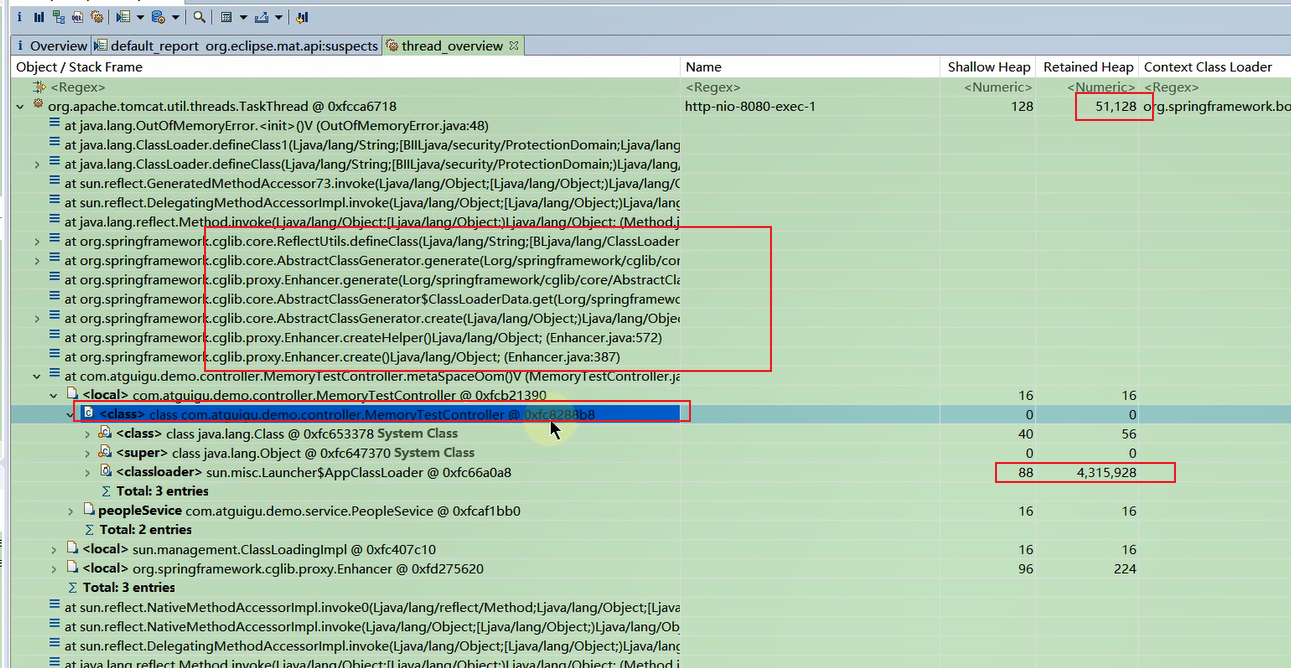 Overview default_report org.eclipse.mat.api:suspects thread_overview
Object / Stack Frame Name Shallow Heap Retained Heap Context Class Loader
<Regex> <Regex> <Numeric> <Numeric> <Regex>
org.apache.tomcat.util.threads.TaskThread @ 0xfcca6718 http-nio-8080-exec-1 128 51,128 org.springframework.bo
at java.lang.OutOfMemoryError.<init>()V (OutOfMemoryError.java:48)
at java.lang.ClassLoader.defineClass1(Ljava/lang/String;[BIILjava/security/ProtectionDomain;Ljava/lang
at java.lang.ClassLoader.defineClass(Ljava/lang/String;[BIILjava/security/ProtectionDomain;)Ljava/lang/
at sun.reflect.GeneratedMethodAccessor73.invoke(Ljava/lang/Object;[Ljava/lang/Object;)Ljava/lang/O
at sun.reflect.DelegatingMethodAccessorImpl.invoke(Ljava/lang/Object;[Ljava/lang/Object;)Ljava/lang
at java.lang.reflect.Method.invoke(Ljava/lang/Object;[Ljava/lang/Object;)Ljava/lang/Object; (Method.j
at org.springframework.cglib.core.ReflectUtils.defineClass(Ljava/lang/String;[BLjava/lang/ClassLoader
at org.springframework.cglib.core.AbstractClassGenerator.generate(Lorg/springframework/cglib/cor
at org.springframework.cglib.proxy.Enhancer.generate(Lorg/springframework/cglib/core/AbstractCla
at org.springframework.cglib.core.AbstractClassGenerator$ClassLoaderData.get(Lorg/springframewo
at org.springframework.cglib.core.AbstractClassGenerator.create(Ljava/lang/Object;)Ljava/lang/Objec
at org.springframework.cglib.proxy.Enhancer.createHelper()Ljava/lang/Object; (Enhancer.java:572)
at org.springframework.cglib.proxy.Enhancer.create()Ljava/lang/Object; (Enhancer.java:387)
at com.atguigu.demo.controller.MemoryTestController.metaSpaceOom()V (MemoryTestController.ja
<local> com.atguigu.demo.controller.MemoryTestController @ 0xfcb21390 16 16
<class> class com.atguigu.demo.controller.MemoryTestController @ 0xfc8288b8 0 0
<class> class java.lang.Class @ 0xfc653378 System Class 40 56
<super> class java.lang.Object @ 0xfc647370 System Class 0 0
<classloader> sun.misc.Launcher$AppClassLoader @ 0xfc66a0a8 88 4,315,928
Σ Total: 3 entries
peopleSevice com.atguigu.demo.service.PeopleSevice @ 0xfcaf1bb0 16 16
Σ Total: 2 entries
<local> sun.management.ClassLoadingImpl @ 0xfc407c10 16 16
<local> org.springframework.cglib.proxy.Enhancer @ 0xfd275620 96 224
Σ Total: 3 entries
at sun.reflect.NativeMethodAccessorImpl.invoke0(Ljava/lang/reflect/Method;Ljava/lang/Object;[Ljava
at sun.reflect.NativeMethodAccessorImpl.invoke(Ljava/lang/Object;[Ljava/lang/Object;)Ljava/lang/Ob
at sun.reflect.DelegatingMethodAccessorImpl.invoke(Ljava/lang/Object;[Ljava/lang/Object;)Ljava/lang
at java.lang.reflect.Method.invoke(Ljava/lang/Object;[Ljava/lang/Object;)Ljava/lang/Object; (Method.j